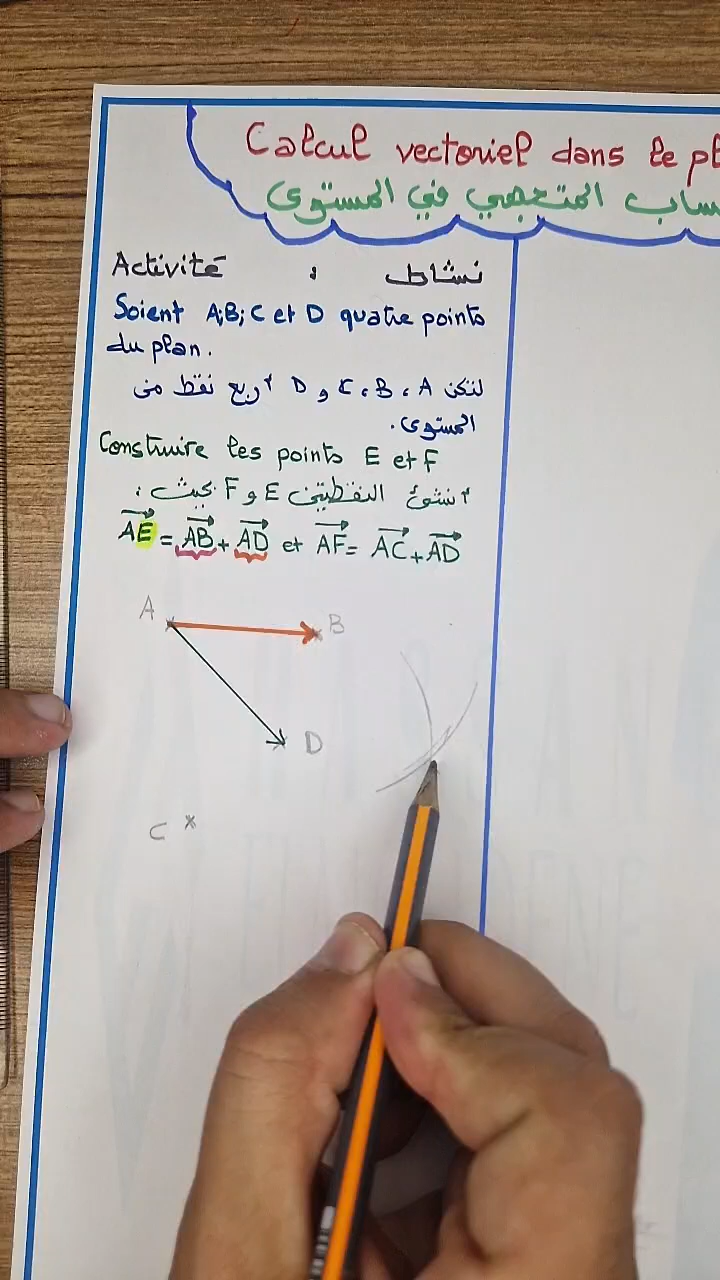 Calcul vectoriel dans le pl
ساب المتجهي في المستوى
Activité : نشاط
Soient A;B;C et D quatre points
du plan.
لتكن A ، B ، C و D أربع نقط من
المستوى.
Construire les points E et F
أنشئ النقطتين E و F بحيث :
AE = AB + AD et AF = AC + AD
A
B
D
C